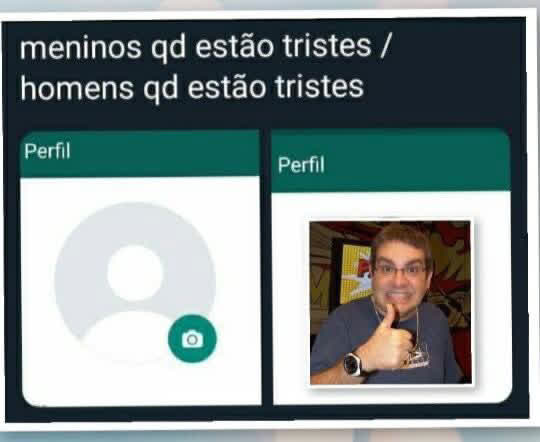 meninos qd estão tristes /
homens qd estão tristes
Perfil
Perfil